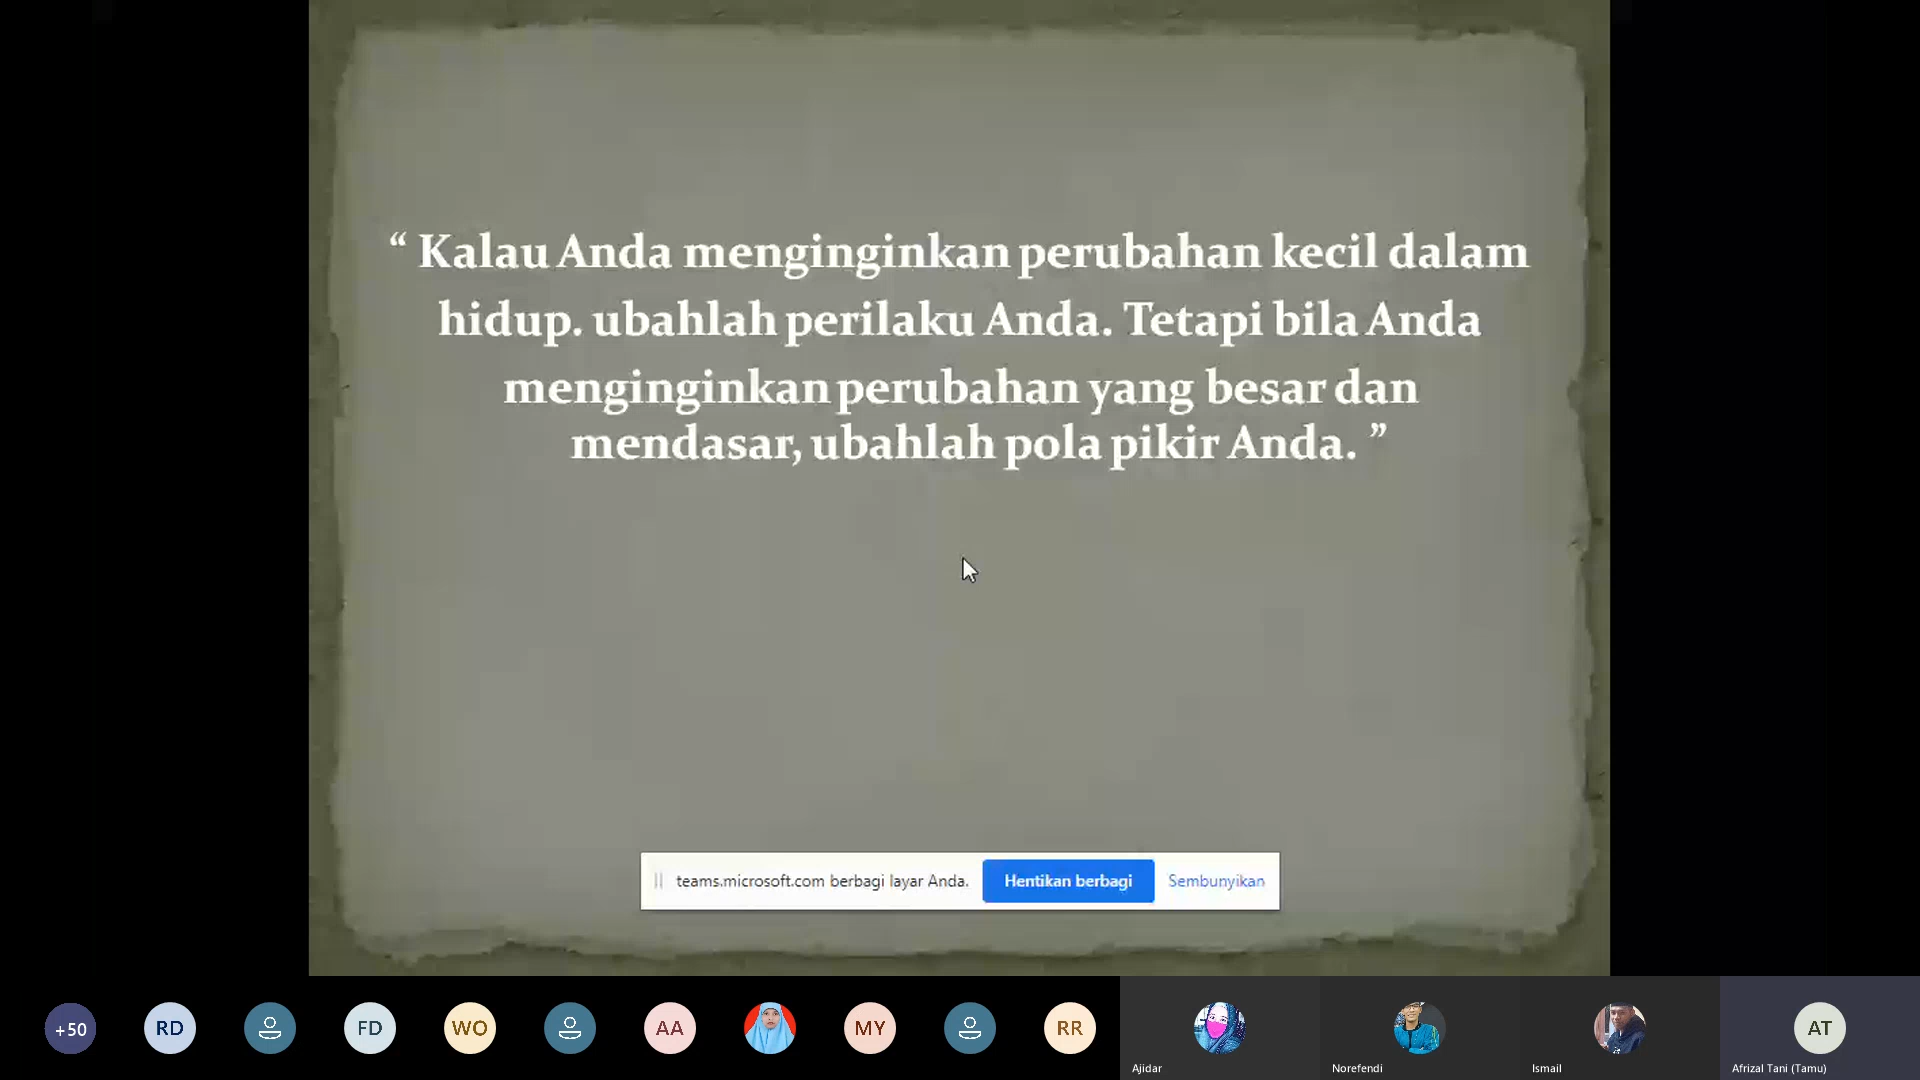 “ Kalau Anda menginginkan perubahan kecil dalam
hidup. ubahlah perilaku Anda. Tetapi bila Anda
menginginkan perubahan yang besar dan
mendasar, ubahlah pola pikir Anda. ”
teams.microsoft.com berbagi layar Anda. Hentikan berbagi Sembunyikan
+50 RD FD WO AA MY RR AT
Ajidar Norefendi Ismail Afrizal Tani (Tamu)